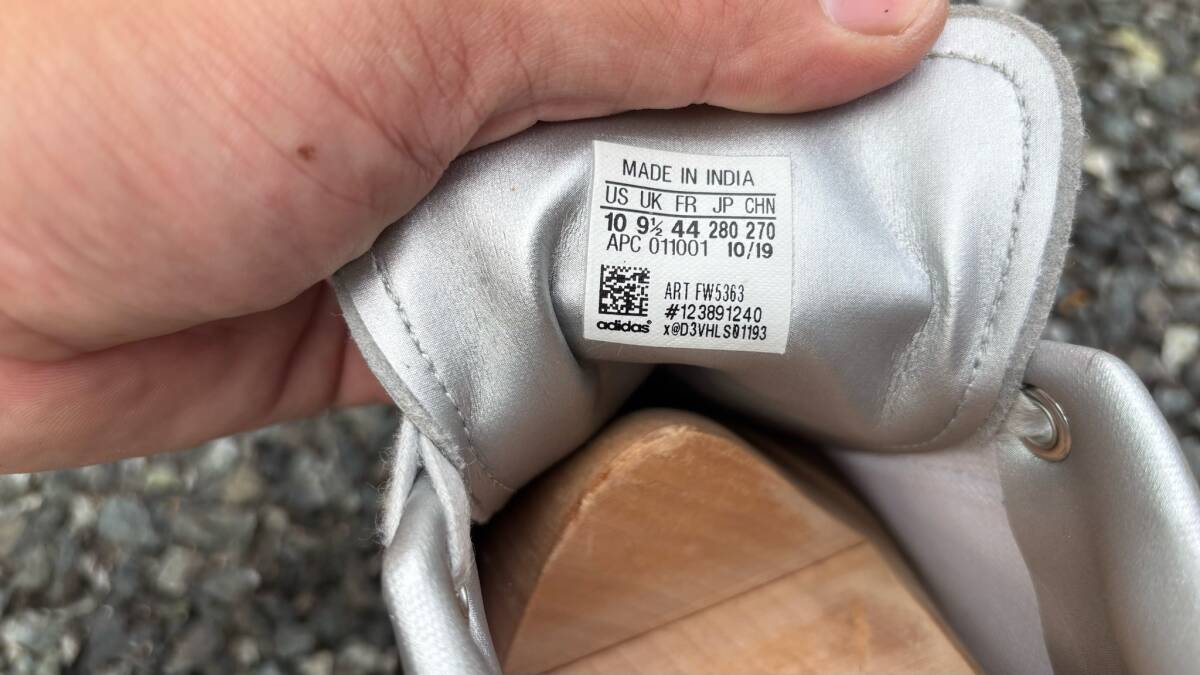 MADE IN INDIA
US UK FR JP CHN
10 9½ 44 280 270
APC 011001 10/19
ART FW5363
#123891240
adidas® x@D3VHLS01193